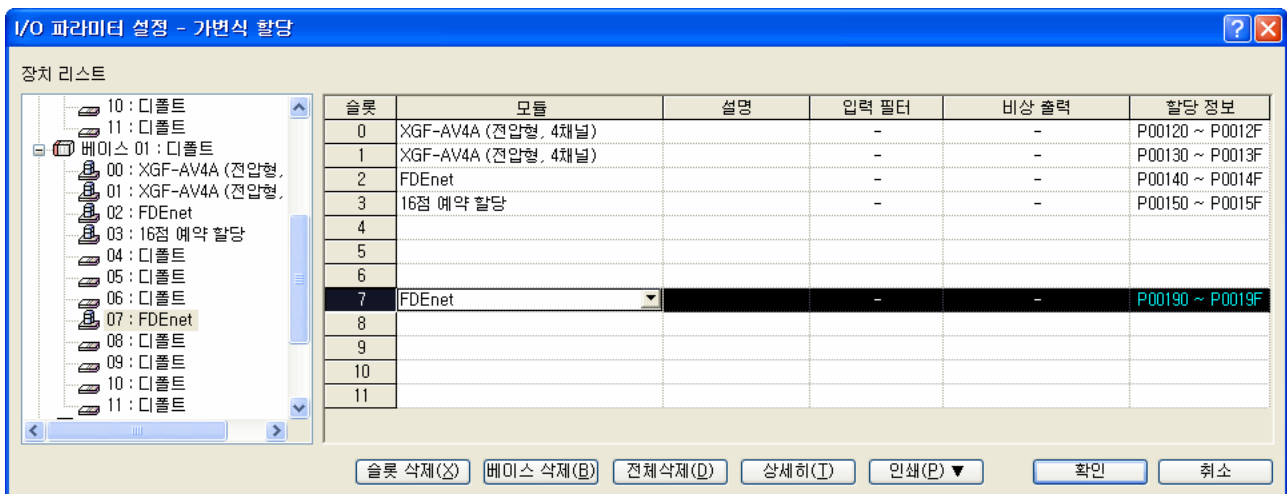 I/O 파라미터 설정 - 가변식 할당
장치 리스트
10 : 디폴트
11 : 디폴트
베이스 01 : 디폴트
00 : XGF-AV4A (전압형,
01 : XGF-AV4A (전압형,
02 : FDEnet
03 : 16점 예약 할당
04 : 디폴트
05 : 디폴트
06 : 디폴트
07 : FDEnet
08 : 디폴트
09 : 디폴트
10 : 디폴트
11 : 디폴트
슬롯 모듈 설명 입력 필터 비상 출력 할당 정보
0 XGF-AV4A (전압형, 4채널) - - P00120 ~ P0012F
1 XGF-AV4A (전압형, 4채널) - - P00130 ~ P0013F
2 FDEnet - - P00140 ~ P0014F
3 16점 예약 할당 - - P00150 ~ P0015F
4
5
6
7 FDEnet - - P00190 ~ P0019F
8
9
10
11
슬롯 삭제(X) 베이스 삭제(B) 전체삭제(D) 상세히(T) 인쇄(P) ▼ 확인 취소